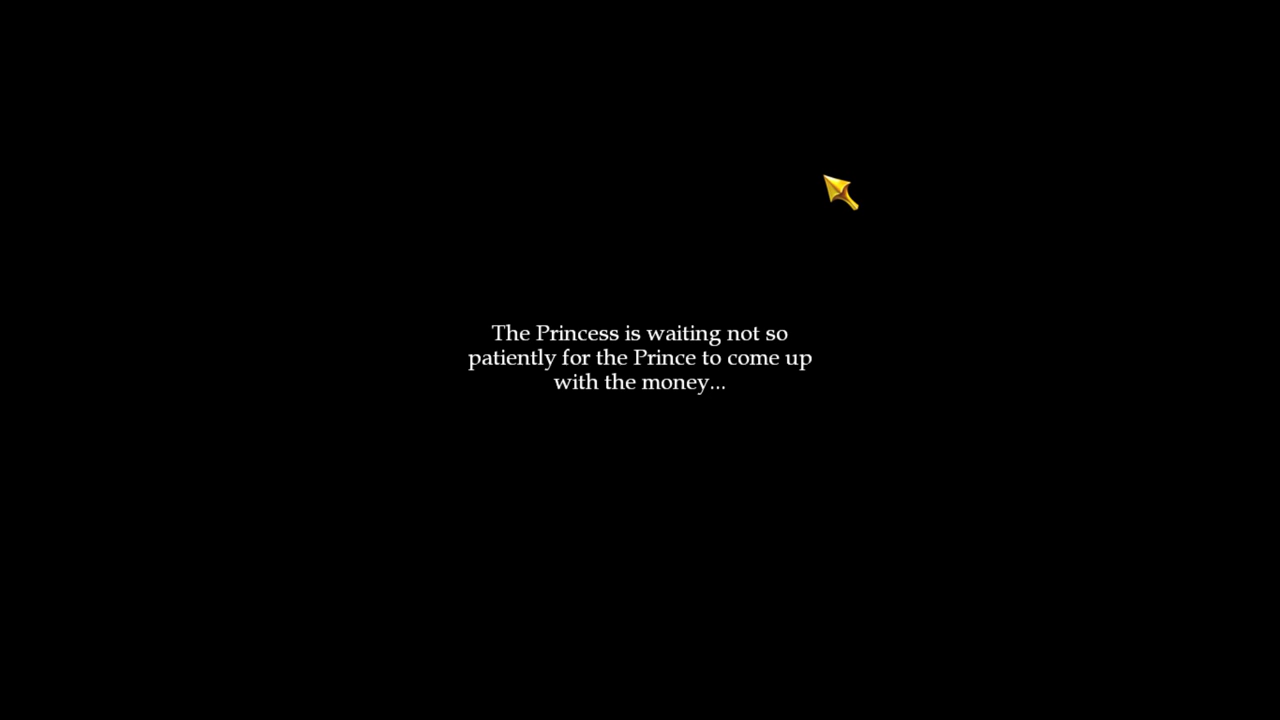 The Princess is waiting not so
patiently for the Prince to come up
with the money...